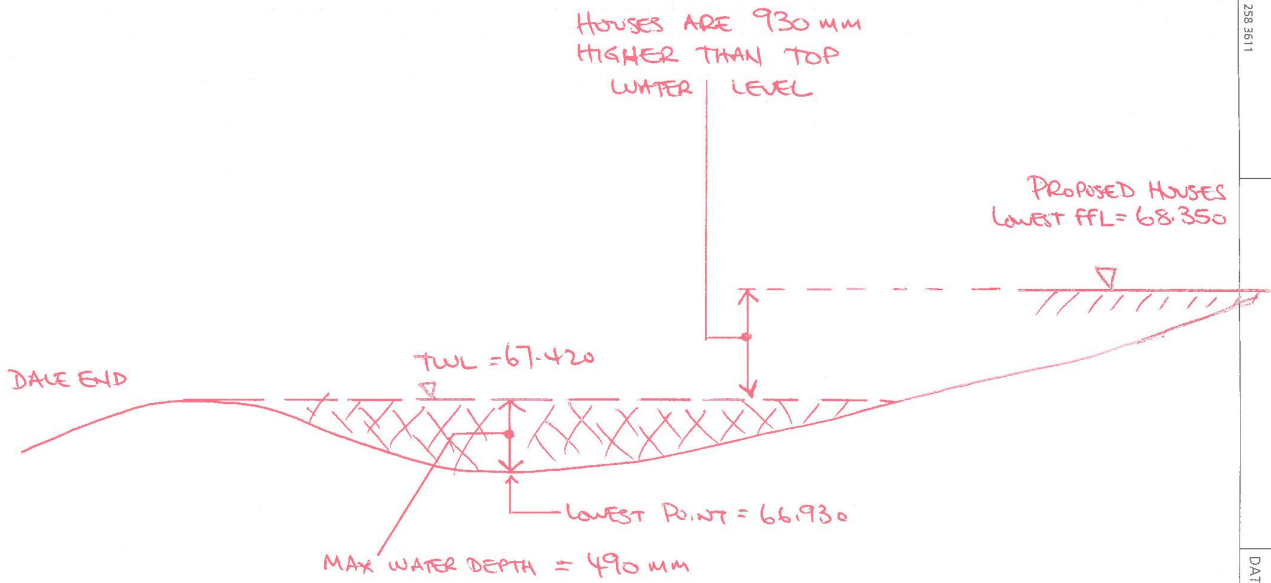 HOUSES ARE 930 mm
HIGHER THAN TOP
WATER LEVEL
258 3611
PROPOSED HOUSES
LOWEST FFL = 68.350
TWL = 67.420
DALE END
LOWEST POINT = 66.930
MAX WATER DEPTH = 490 mm
DAT